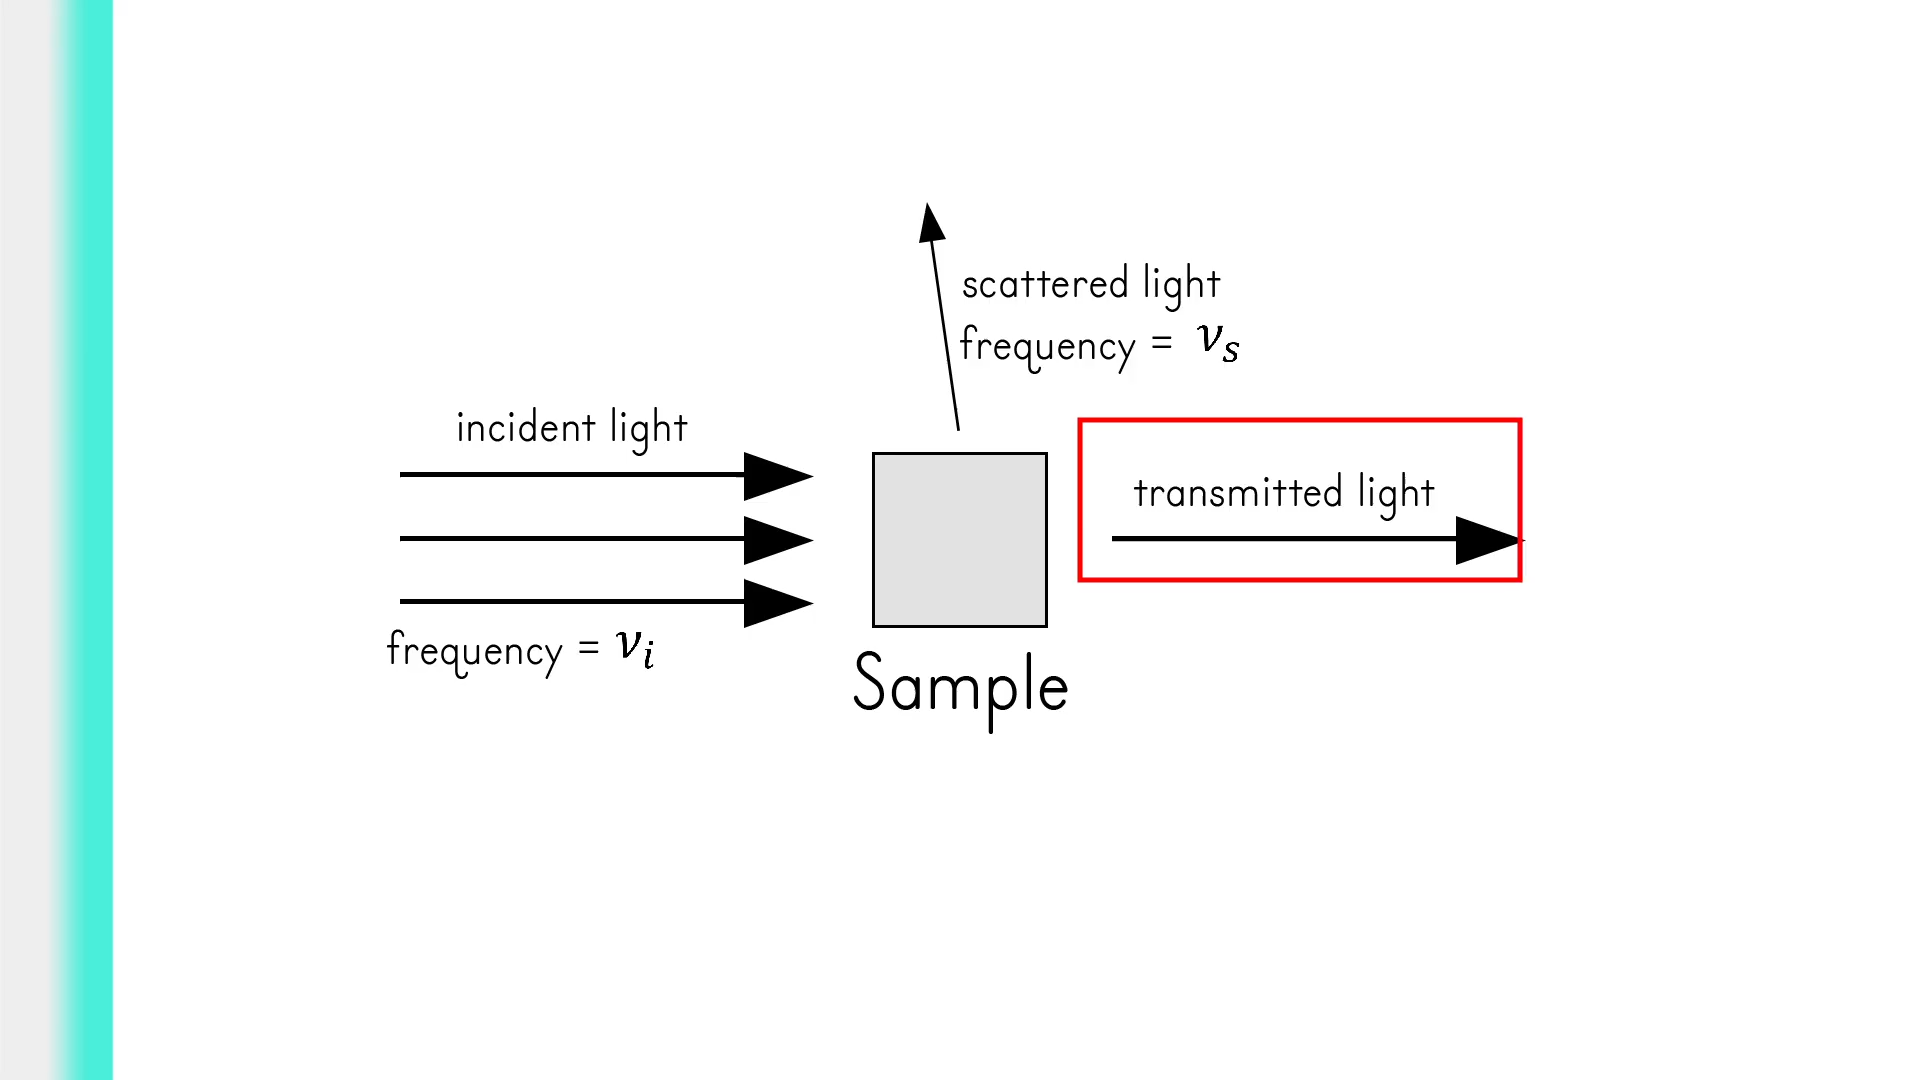 scattered light
frequency = 𝜈ₛ
incident light
transmitted light
frequency = 𝜈ᵢ
Sample